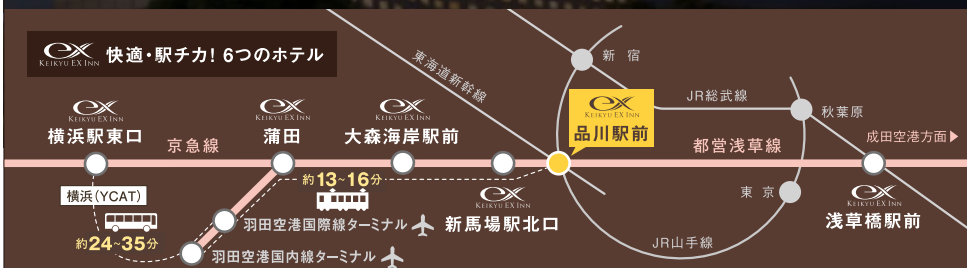 ex
KEIKYU EX INN
快適・駅チカ! 6つのホテル
東海道新幹線
新宿
JR総武線
秋葉原
ex
KEIKYU EX INN
横浜駅東口
京急線
ex
KEIKYU EX INN
蒲田
ex
KEIKYU EX INN
大森海岸駅前
ex
KEIKYU EX INN
品川駅前
都営浅草線
成田空港方面
約13~16分
横浜(YCAT)
約24~35分
羽田空港国際線ターミナル
羽田空港国内線ターミナル
ex
KEIKYU EX INN
新馬場駅北口
東京
JR山手線
ex
KEIKYU EX INN
浅草橋駅前